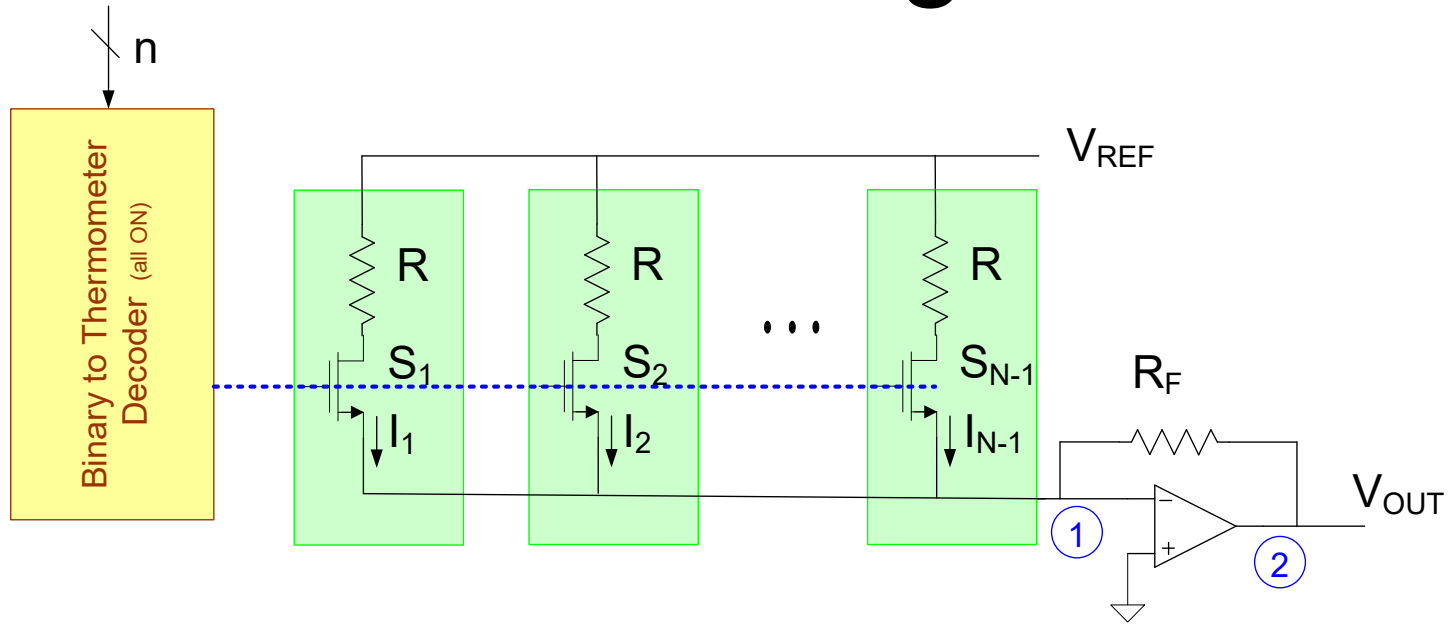 g
n
Binary to Thermometer
Decoder (all ON)
V_REF
R
R
R
...
S_1
S_2
S_N-1
I_1
I_2
I_N-1
R_F
−
+
V_OUT
1
2